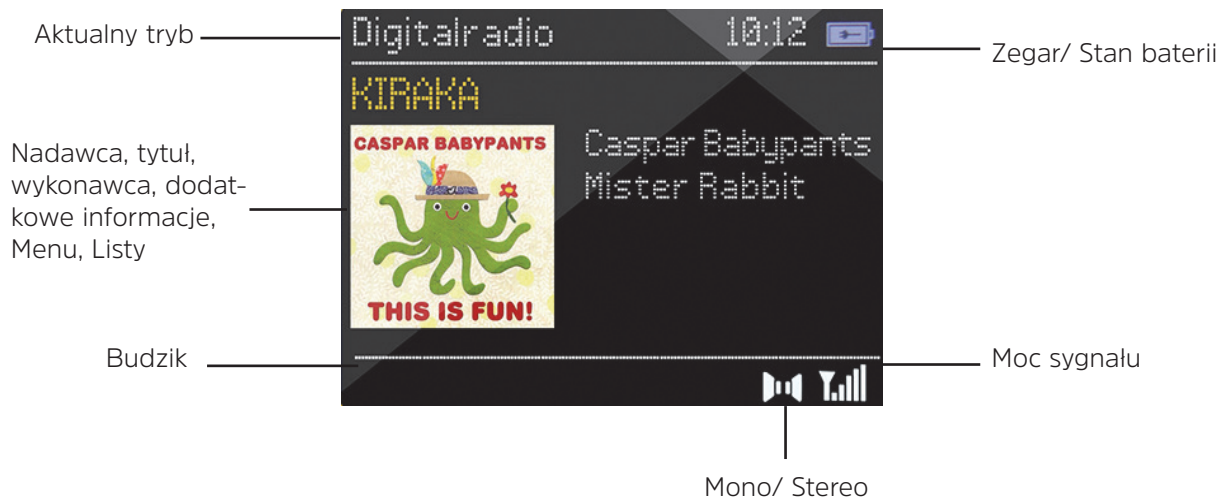 Aktualny tryb
Digitalradio 10:12
Zegar/ Stan baterii
KIRAKA
Nadawca, tytuł,
wykonawca, dodat-
kowe informacje,
Menu, Listy
CASPAR BABYPANTS
THIS IS FUN!
Caspar Babypants
Mister Rabbit
Budzik
Moc sygnału
Mono/ Stereo